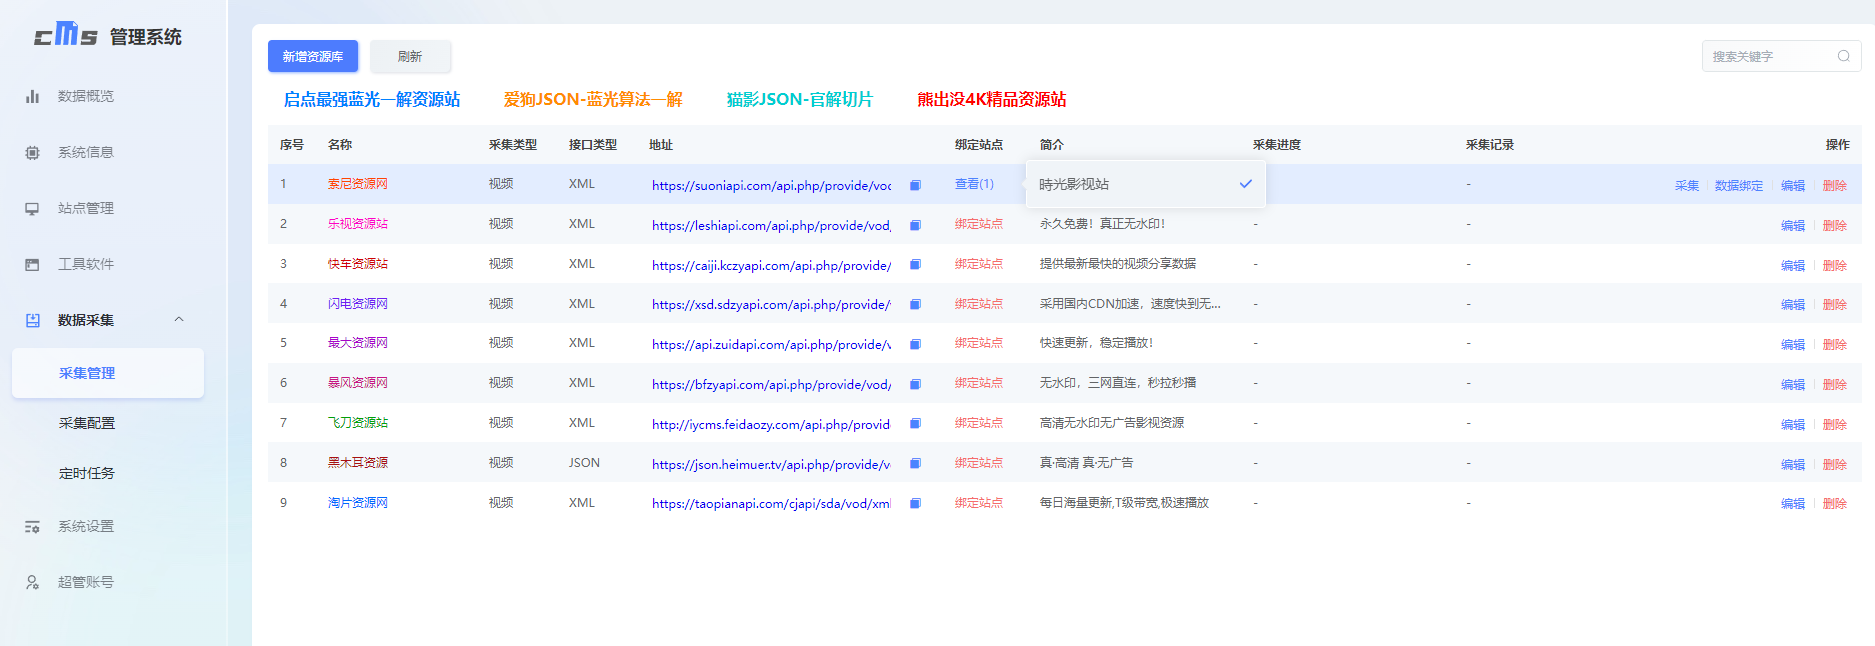 cms 管理系统
数据概览
系统信息
站点管理
工具软件
数据采集
采集管理
采集配置
定时任务
系统设置
超管账号
新增资源库 刷新 搜索关键字
启点最强蓝光一解资源站 爱狗JSON-蓝光算法一解 猫影JSON-官解切片 熊出没4K精品资源站
序号 名称 采集类型 接口类型 地址 绑定站点 简介 采集进度 采集记录 操作
1 索尼资源网 视频 XML https://suoniapi.com/api.php/provide/voc 查看(1) 時光影视站 - 采集 数据绑定 编辑 删除
2 乐视资源站 视频 XML https://leshiapi.com/api.php/provide/vod, 绑定站点 永久免费！真正无水印！ - - 编辑 删除
3 快车资源站 视频 XML https://caiji.kczyapi.com/api.php/provide/ 绑定站点 提供最新最快的视频分享数据 - - 编辑 删除
4 闪电资源网 视频 XML https://xsd.sdzyapi.com/api.php/provide/ 绑定站点 采用国内CDN加速，速度快到无... - - 编辑 删除
5 最大资源网 视频 XML https://api.zuidapi.com/api.php/provide/v 绑定站点 快速更新，稳定播放！ - - 编辑 删除
6 暴风资源网 视频 XML https://bfzyapi.com/api.php/provide/vod/ 绑定站点 无水印，三网直连，秒拉秒播 - - 编辑 删除
7 飞刀资源站 视频 XML http://iycms.feidaozy.com/api.php/provid 绑定站点 高清无水印无广告影视资源 - - 编辑 删除
8 黑木耳资源 视频 JSON https://json.heimuer.tv/api.php/provide/v 绑定站点 真·高清 真·无广告 - - 编辑 删除
9 淘片资源网 视频 XML https://taopianapi.com/cjapi/sda/vod/xml 绑定站点 每日海量更新,T级带宽,极速播放 - - 编辑 删除